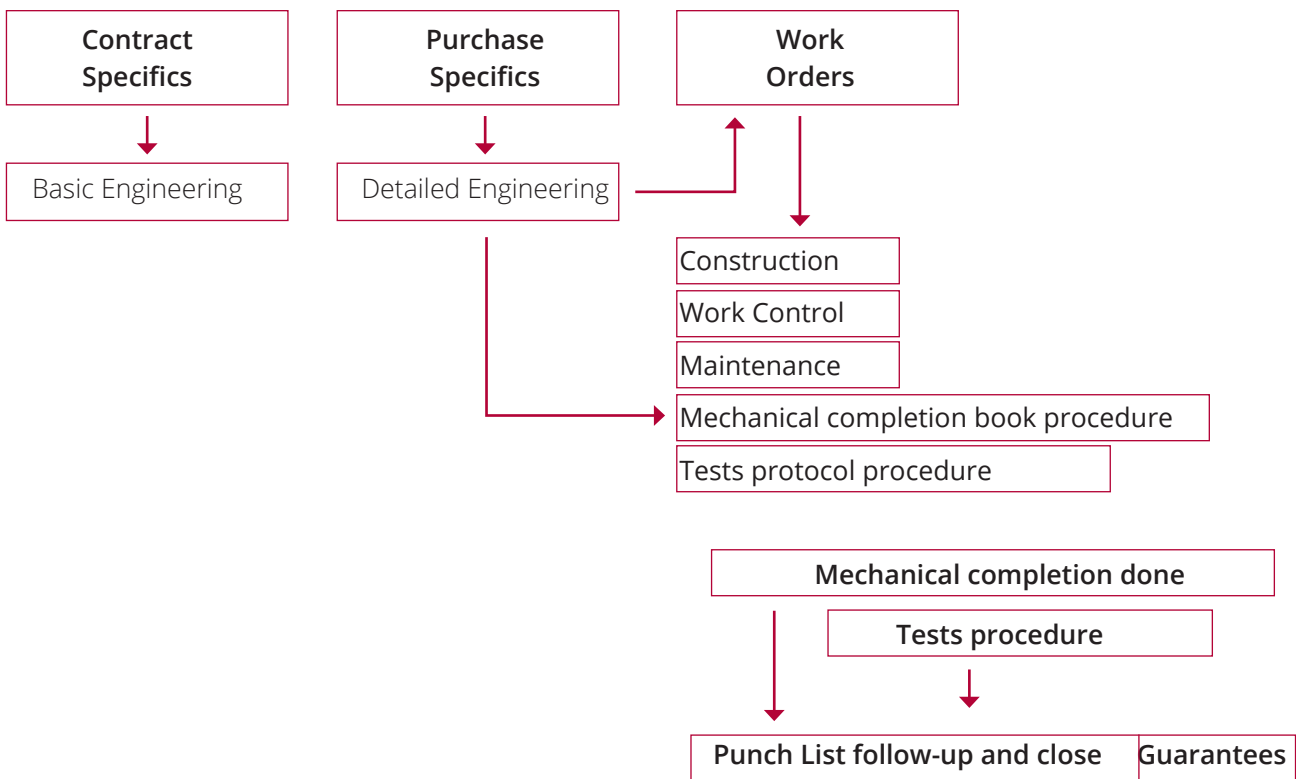 Contract
Specifics
Purchase
Specifics
Work
Orders
Basic Engineering
Detailed Engineering
Construction
Work Control
Maintenance
Mechanical completion book procedure
Tests protocol procedure
Mechanical completion done
Tests procedure
Punch List follow-up and close
Guarantees